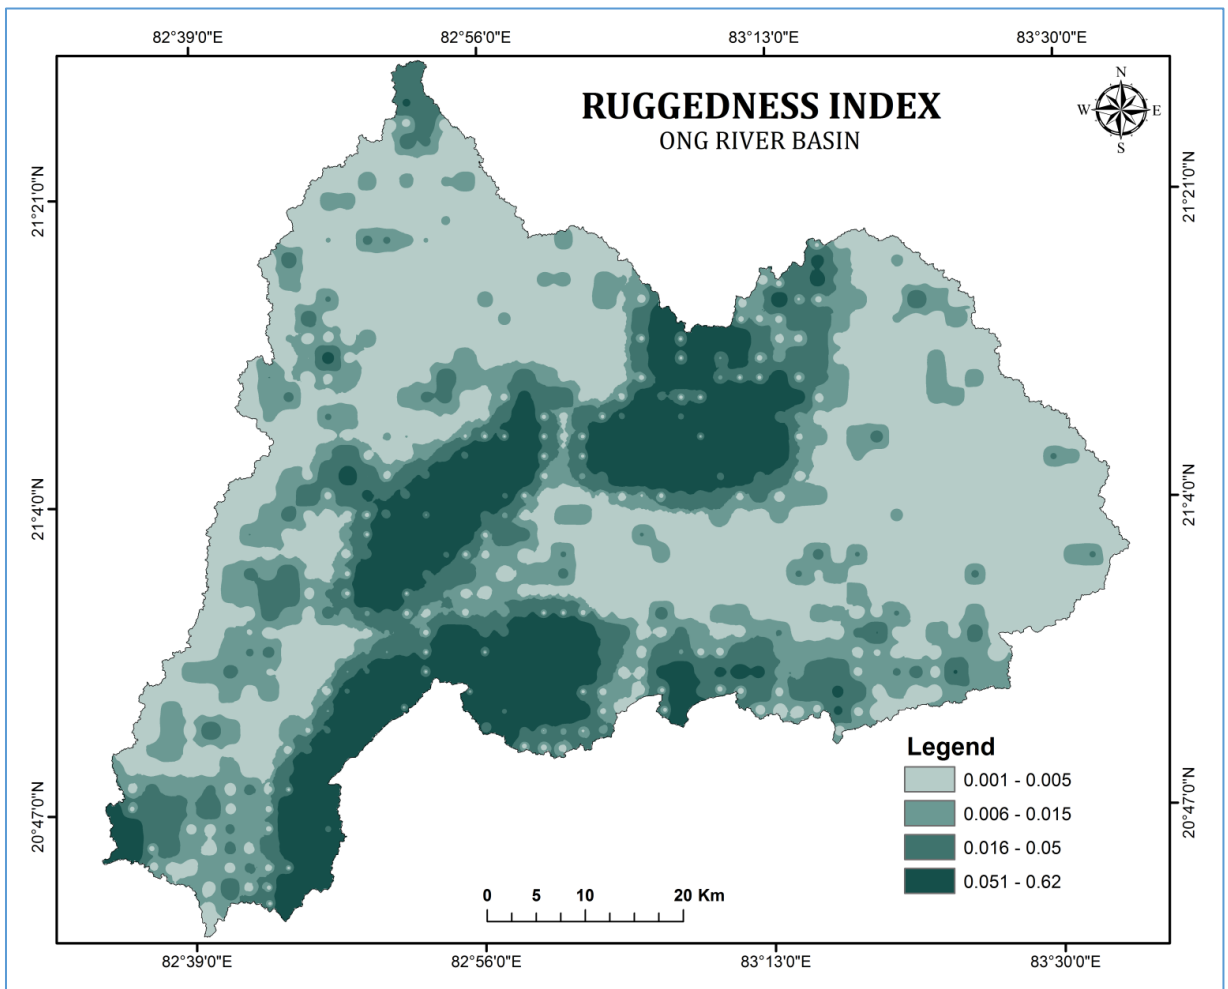 82°39'0"E 82°56'0"E 83°13'0"E 83°30'0"E
RUGGEDNESS INDEX
ONG RIVER BASIN
N
W E
S
21°21'0"N 21°21'0"N
21°4'0"N 21°4'0"N
20°47'0"N 20°47'0"N
Legend
0.001 - 0.005
0.006 - 0.015
0.016 - 0.05
0.051 - 0.62
0 5 10 20 Km
82°39'0"E 82°56'0"E 83°13'0"E 83°30'0"E